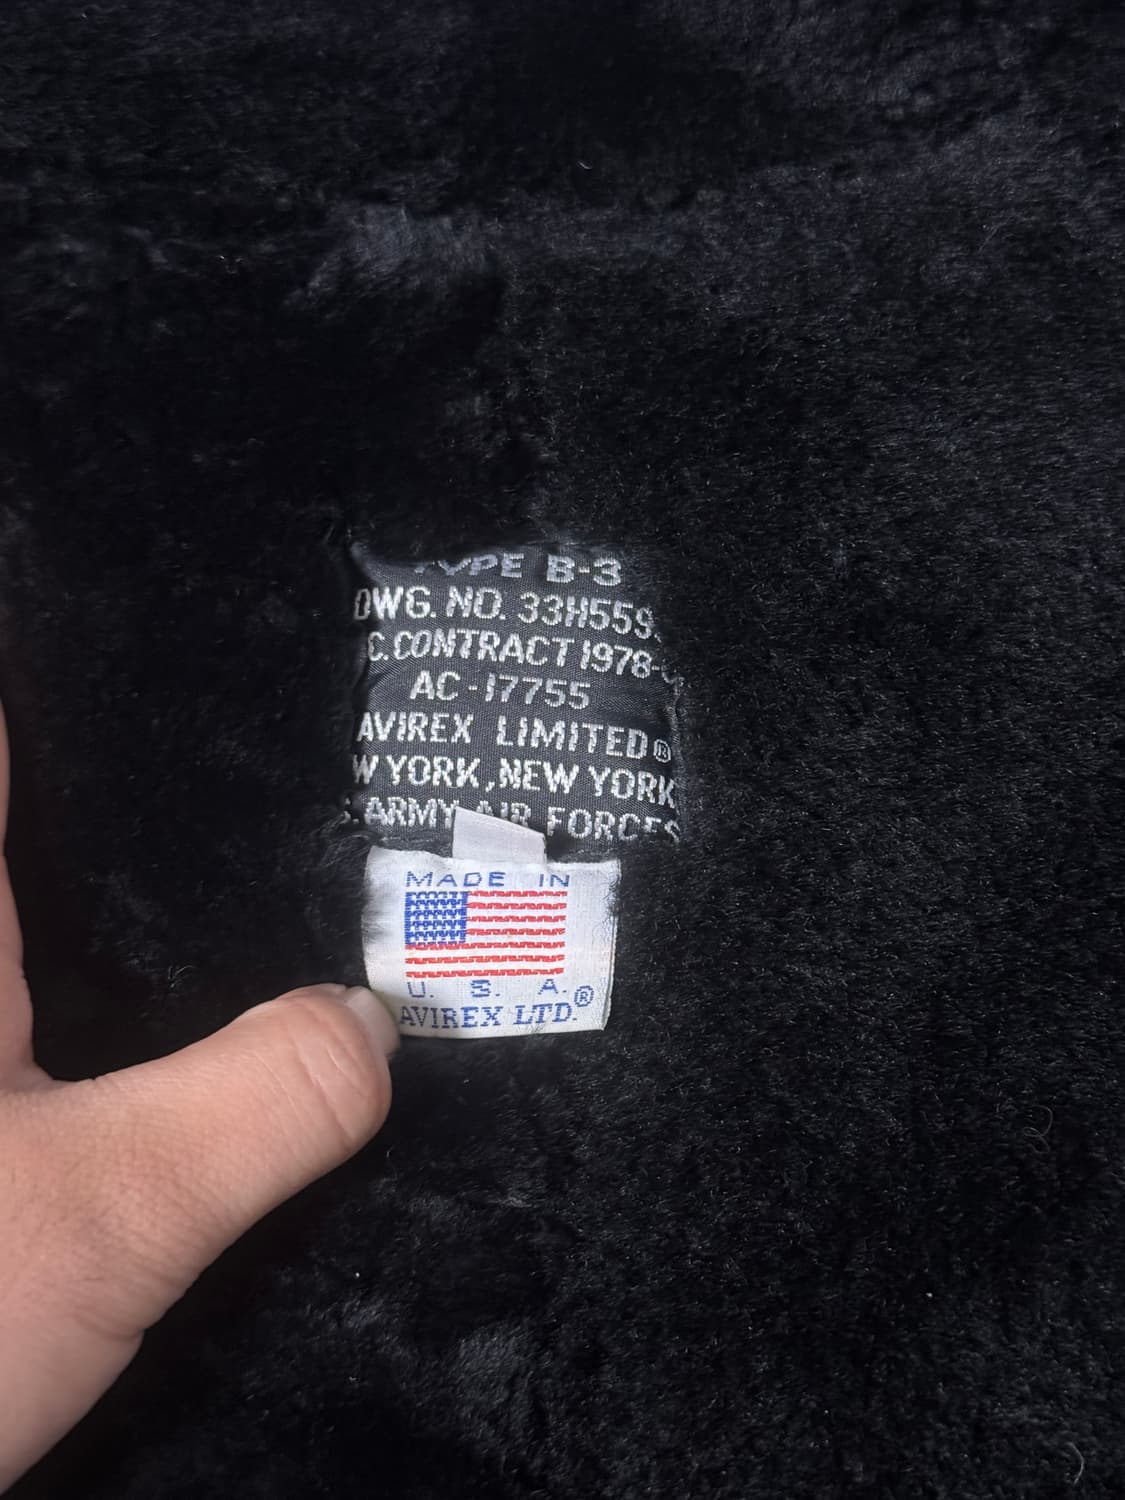 TYPE B-3
DWG. NO. 33H559
C. CONTRACT 1978-
AC-17755
AVIREX LIMITED®
W YORK, NEW YORK
. ARMY AIR FORCES
MADE IN
U. S. A.
AVIREX LTD.®